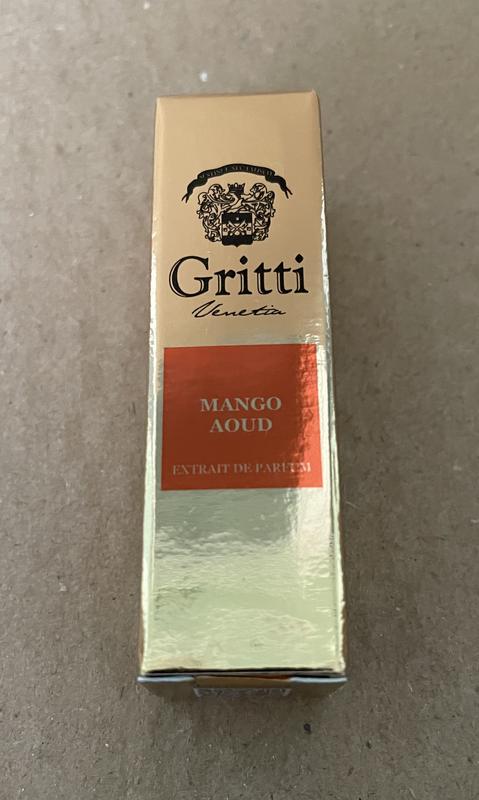 Gritti
Venetia
MANGO
AOUD
EXTRAIT DE PARFUM